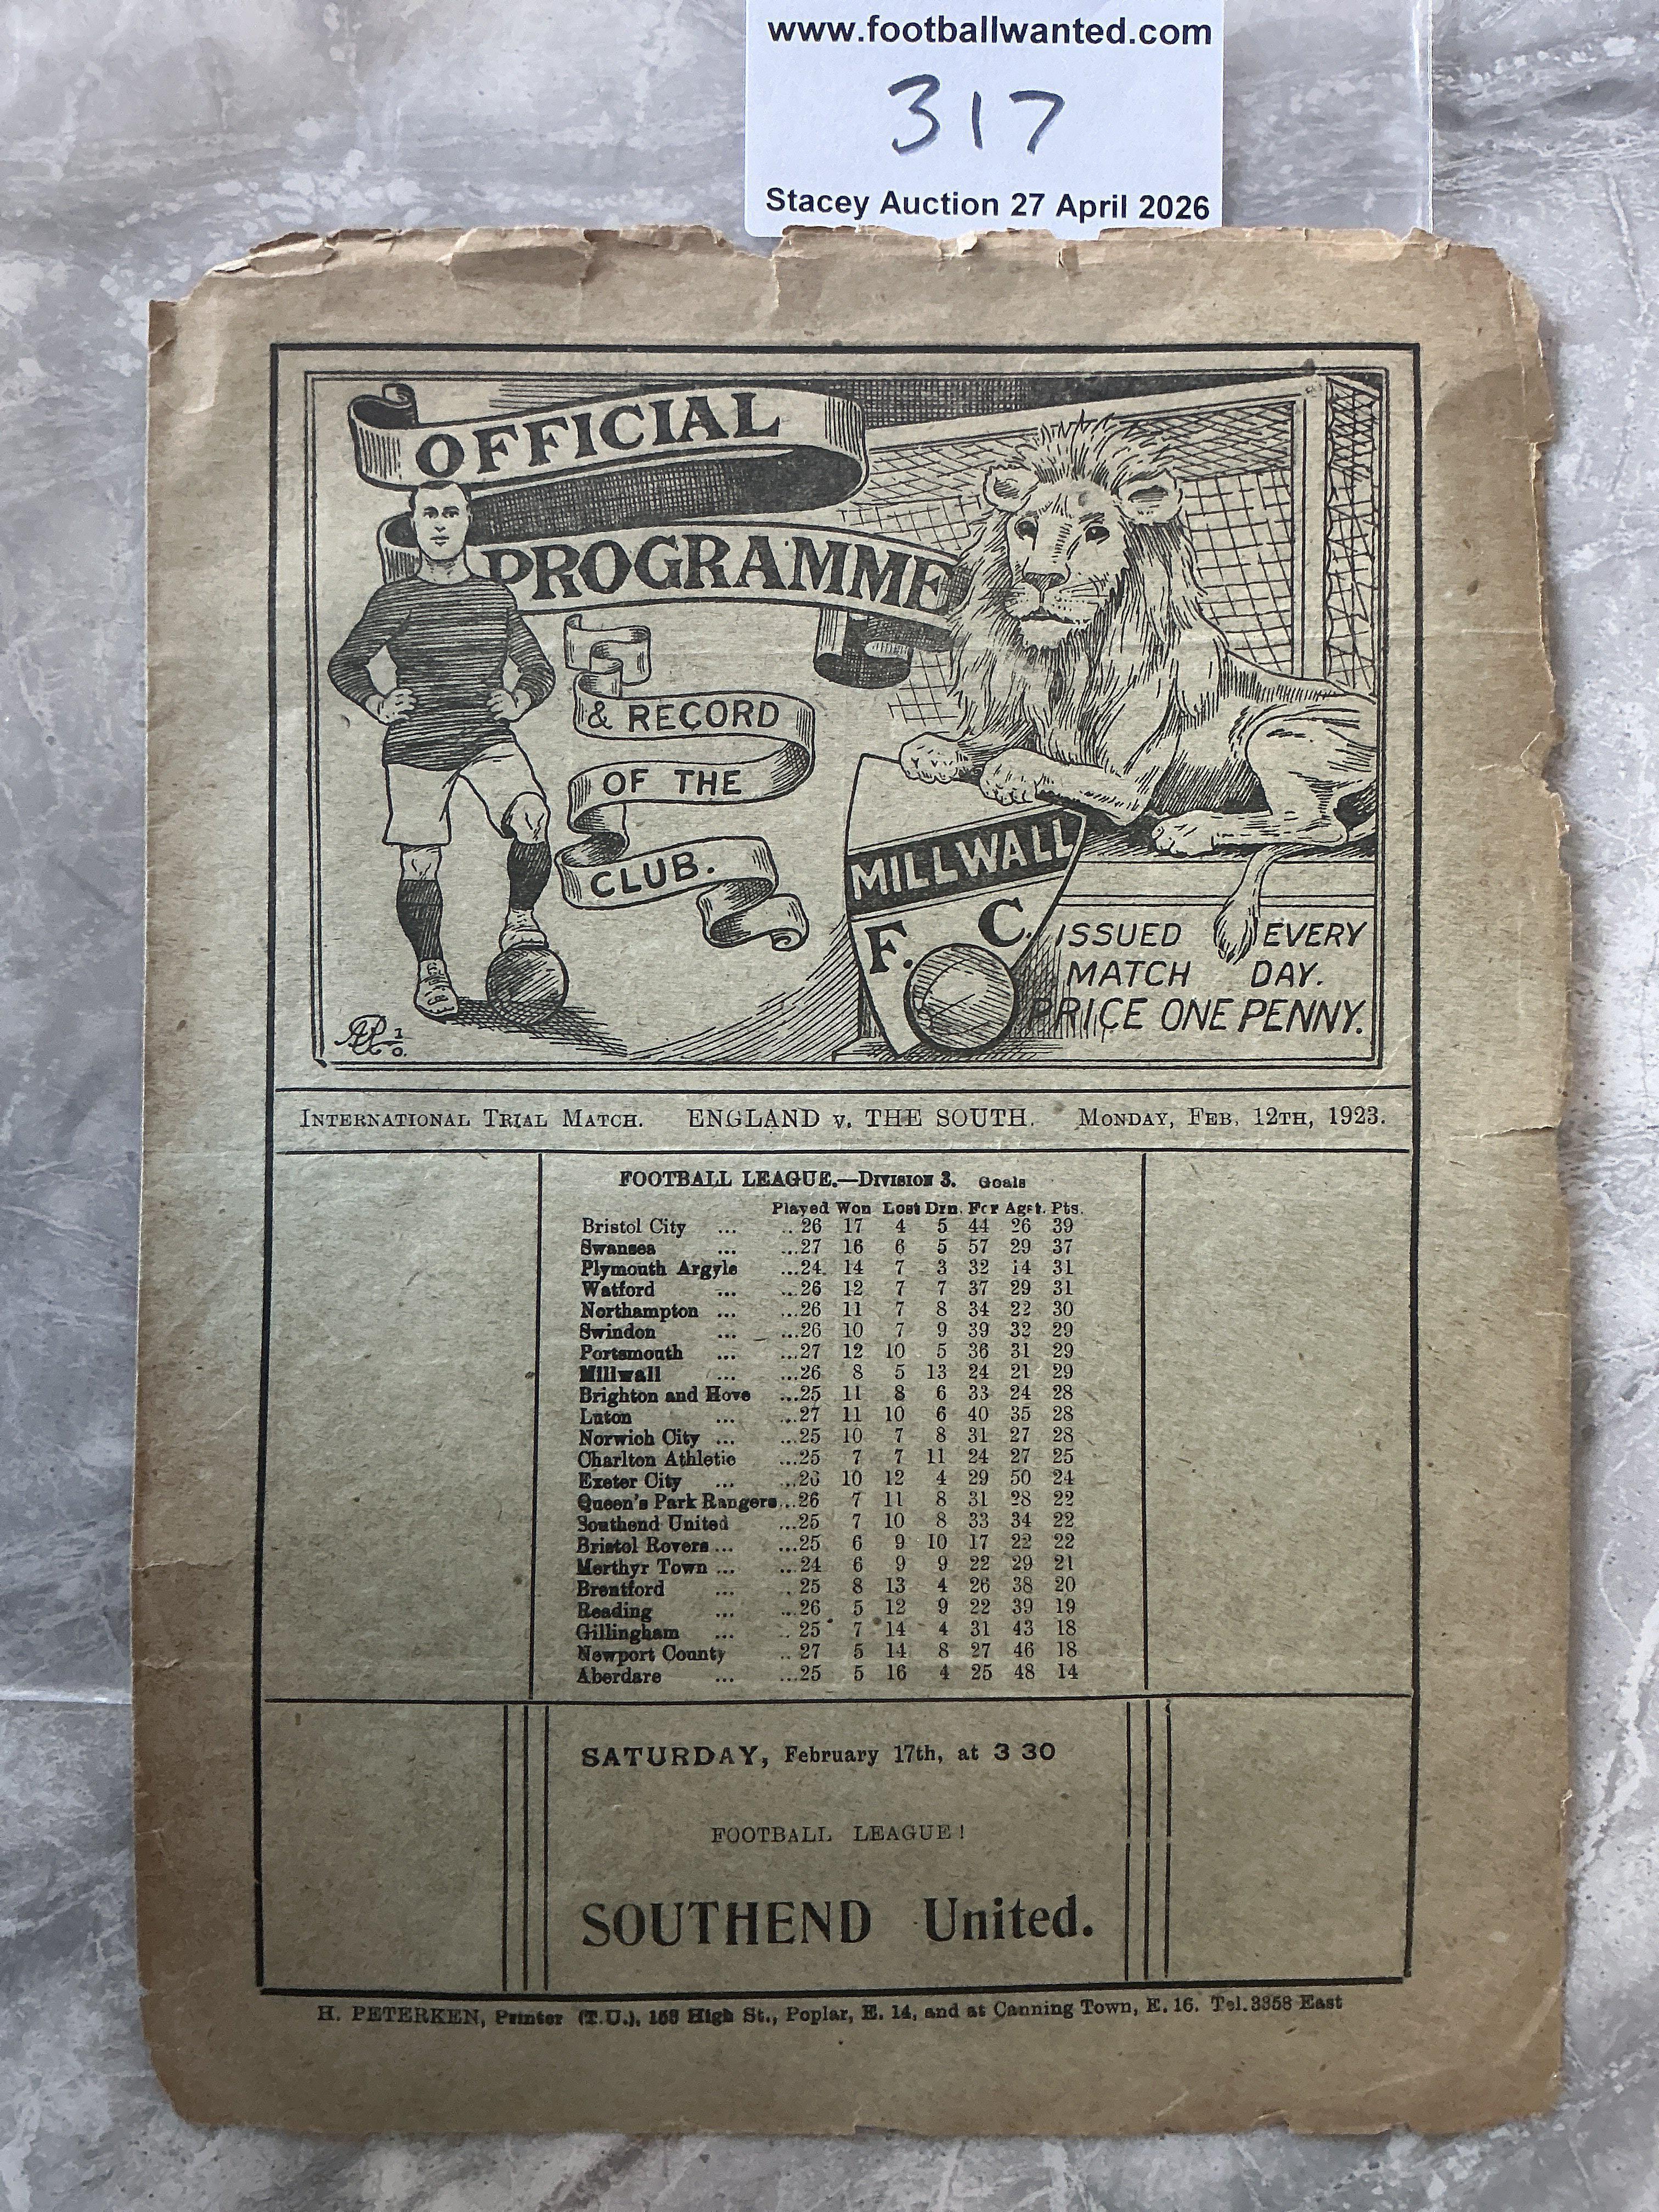 www.footballwanted.com
317
Stacey Auction 27 April 2026
OFFICIAL
PROGRAMME
& RECORD
OF THE
CLUB.
MILLWALL
F. C.
ISSUED EVERY
MATCH DAY.
PRICE ONE PENNY.
INTERNATIONAL TRIAL MATCH. ENGLAND v. THE SOUTH. MONDAY, FEB. 12TH, 1923.
FOOTBALL LEAGUE.—DIVISION 3. Goals
Played Won Lost Drn. For Agst. Pts.
Bristol City ... ..26 17 4 5 44 26 39
Swansea ... ...27 16 6 5 57 29 37
Plymouth Argyle ...24 14 7 3 32 14 31
Watford ... ...26 12 7 7 37 29 31
Northampton ... ...26 11 7 8 34 22 30
Swindon ... ...26 10 7 9 39 32 29
Portsmouth ... ...27 12 10 5 36 31 29
Millwall ... ...26 8 5 13 24 21 29
Brighton and Hove ...25 11 8 6 33 24 28
Luton ... ...27 11 10 6 40 35 28
Norwich City ... ...25 10 7 8 31 27 28
Charlton Athletic ...25 7 7 11 24 27 25
Exeter City ... ...26 10 12 4 29 50 24
Queen's Park Rangers...26 7 11 8 31 28 22
Southend United ...25 7 10 8 33 34 22
Bristol Rovers ... ...25 6 9 10 17 22 22
Merthyr Town ... ...24 6 9 9 22 29 21
Brentford ... . 25 8 13 4 26 38 20
Reading ... ...26 5 12 9 22 39 19
Gillingham ... .. 25 7 14 4 31 43 18
Newport County .. 27 5 14 8 27 46 18
Aberdare ... ...25 5 16 4 25 48 14
SATURDAY, February 17th, at 3 30
FOOTBALL LEAGUE!
SOUTHEND United.
H. PETERKEN, Printer (T.U.), 158 High St., Poplar, E. 14, and at Canning Town, E.16. Tel. 3358 East